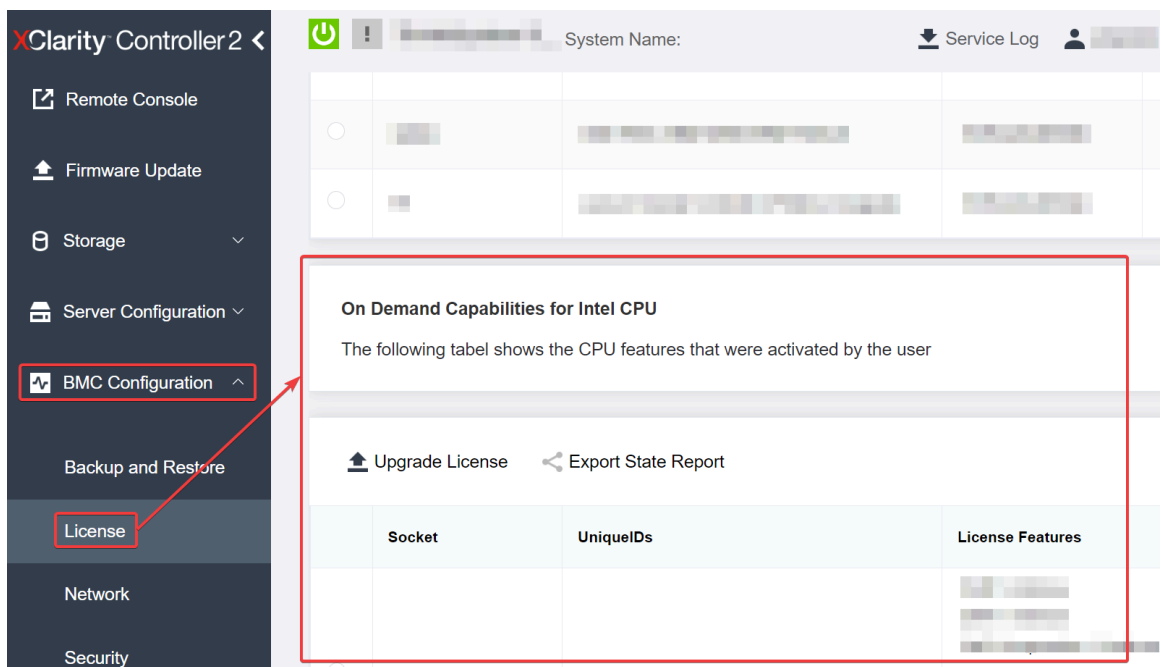 XClarity Controller 2
System Name:
Service Log
Remote Console
Firmware Update
Storage
Server Configuration
BMC Configuration
Backup and Restore
License
Network
Security
On Demand Capabilities for Intel CPU
The following tabel shows the CPU features that were activated by the user
Upgrade License
Export State Report
Socket
UniqueIDs
License Features